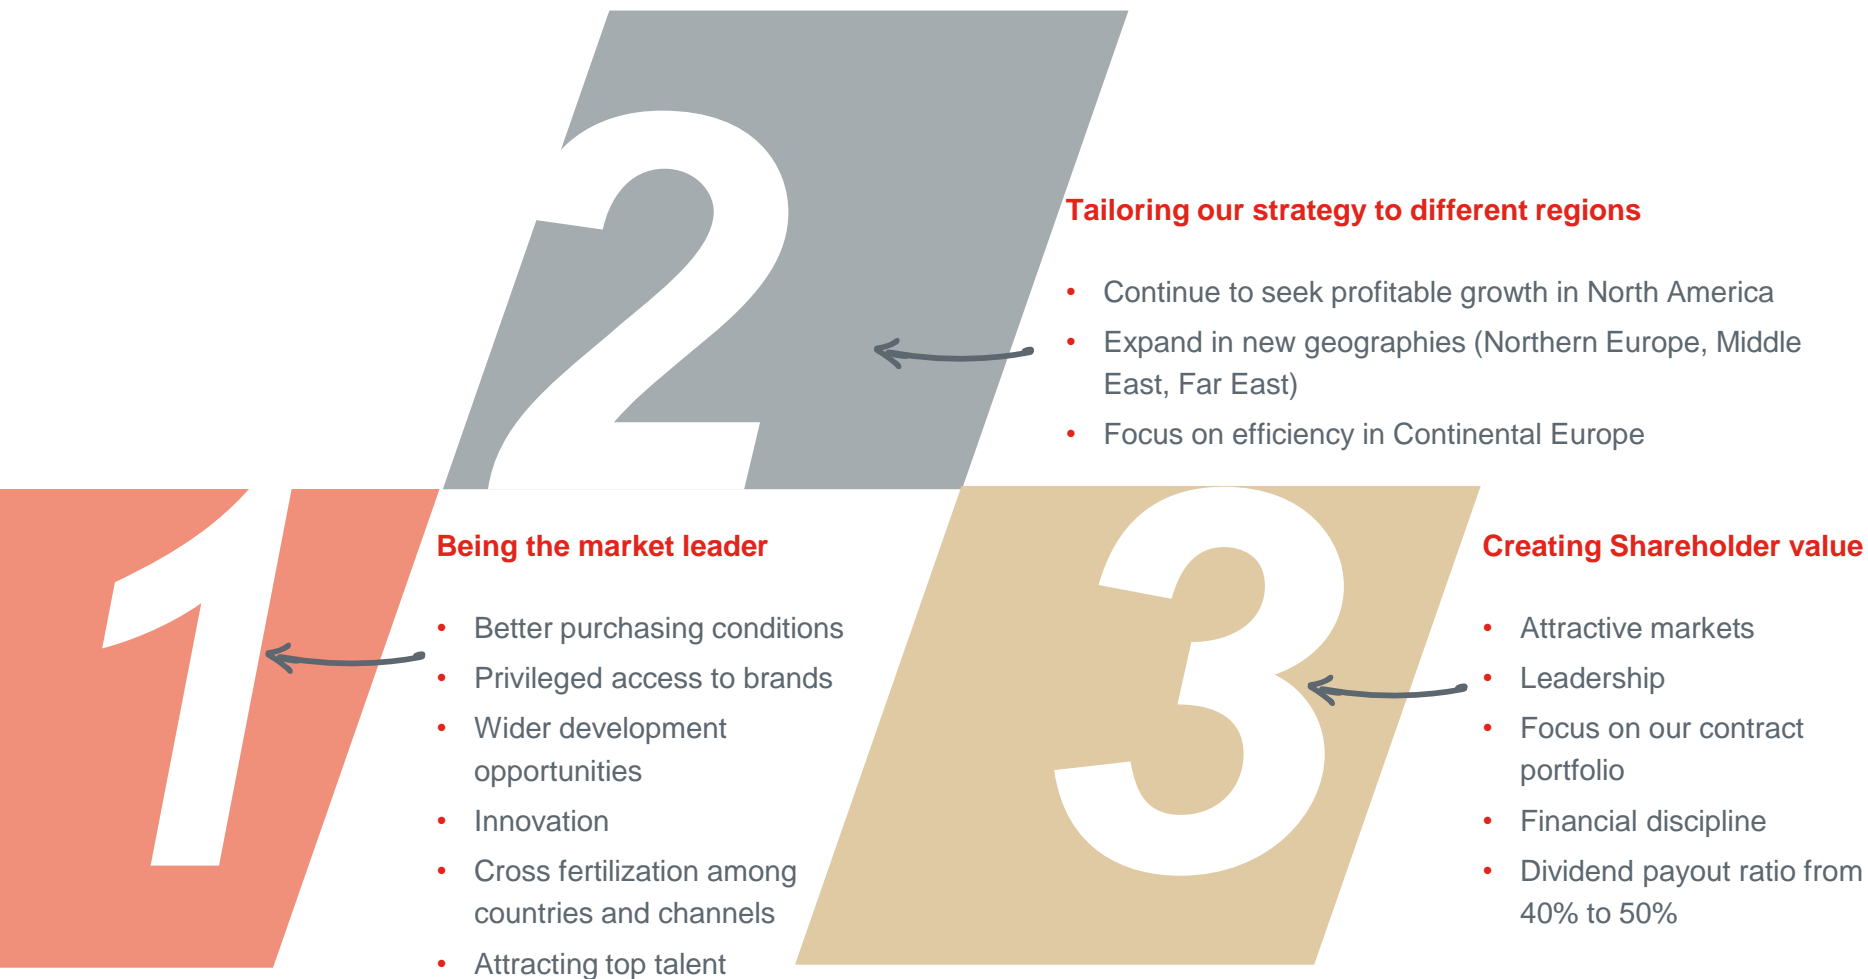 2
Tailoring our strategy to different regions
• Continue to seek profitable growth in North America
• Expand in new geographies (Northern Europe, Middle
East, Far East)
• Focus on efficiency in Continental Europe
1
Being the market leader
• Better purchasing conditions
• Privileged access to brands
• Wider development
opportunities
• Innovation
• Cross fertilization among
countries and channels
• Attracting top talent
3
Creating Shareholder value
• Attractive markets
• Leadership
• Focus on our contract
portfolio
• Financial discipline
• Dividend payout ratio from
40% to 50%